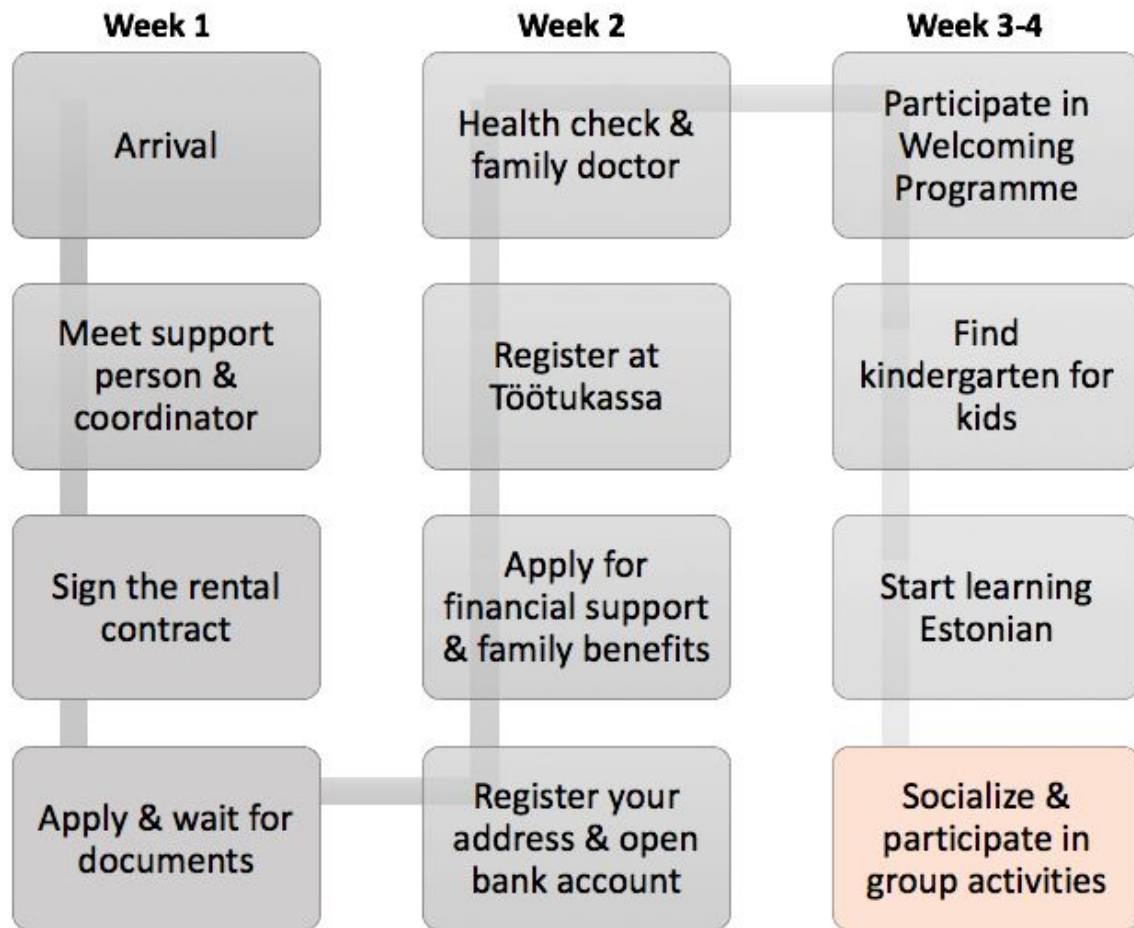 Week 1
Arrival
Meet support
person &
coordinator
Sign the rental
contract
Apply & wait for
documents
Week 2
Health check &
family doctor
Register at
Töötukassa
Apply for
financial support
& family benefits
Register your
address & open
bank account
Week 3-4
Participate in
Welcoming
Programme
Find
kindergarten for
kids
Start learning
Estonian
Socialize &
participate in
group activities